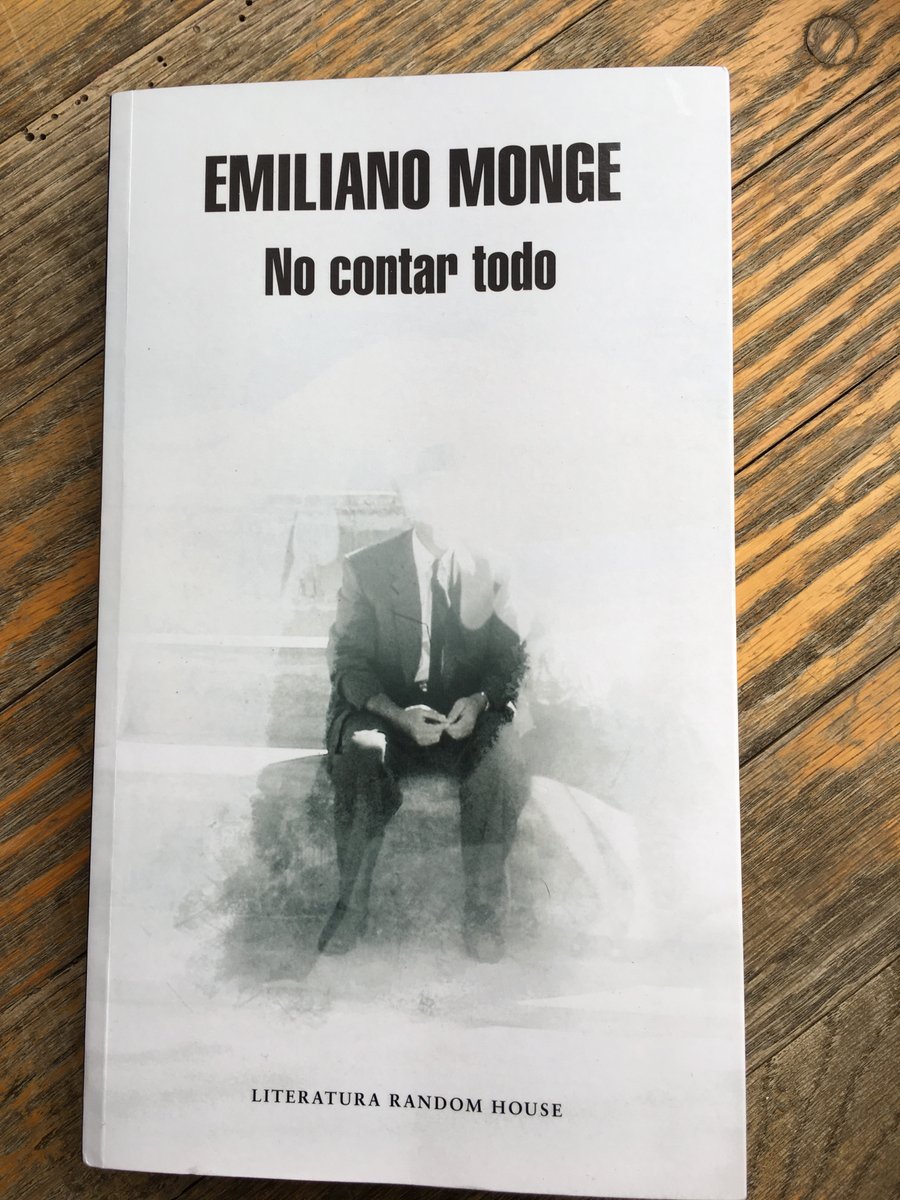 EMILIANO MONGE
No contar todo
LITERATURA RANDOM HOUSE